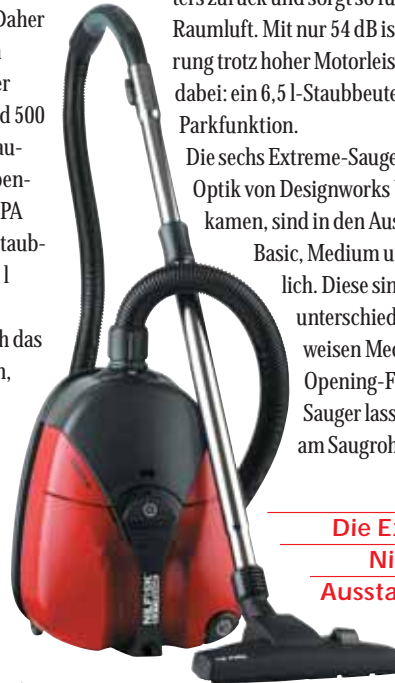 Daher
er
d 500
au-
pen-
PA
taub-
l
h das
n,
ters zurück und sorgt so für
Raumluft. Mit nur 54 dB is
rung trotz hoher Motorleis
dabei: ein 6,5 l-Staubbeute
Parkfunktion.
Die sechs Extreme-Sauge
Optik von Designworks
kamen, sind in den Aus
Basic, Medium u
lich. Diese sin
unterschied
weisen Med
Opening-F
Sauger lass
am Saugroh
Die Ex
Ni
Ausstat
NILFISK